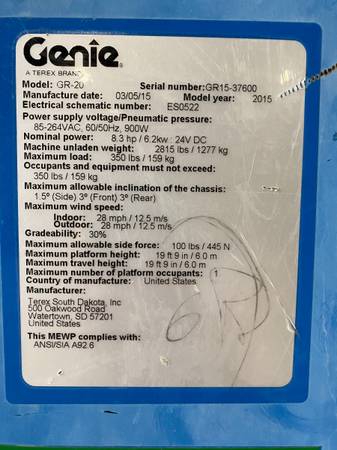 Genie
A TEREX BRAND
Model: GR-20 Serial number:GR15-37600
Manufacture date: 03/05/15 Model year: 2015
Electrical schematic number: ES0522
Power supply voltage/Pneumatic pressure:
85-264VAC, 60/50Hz, 900W
Nominal power: 8.3 hp / 6.2kw : 24V DC
Machine unladen weight: 2815 lbs / 1277 kg
Maximum load: 350 lbs / 159 kg
Occupants and equipment must not exceed:
350 lbs / 159 kg
Maximum allowable inclination of the chassis:
1.5° (Side) 3° (Front) 3° (Rear)
Maximum wind speed:
Indoor: 28 mph / 12.5 m/s
Outdoor: 28 mph / 12.5 m/s
Gradeability: 30%
Maximum allowable side force: 100 lbs / 445 N
Maximum platform height: 19 ft 9 in / 6.0 m
Maximum travel height: 19 ft 9 in / 6.0 m
Maximum number of platform occupants: 1
Country of manufacture: United States
Manufacturer:
Terex South Dakota, Inc
500 Oakwood Road
Watertown, SD 57201
United States
This MEWP complies with:
ANSI/SIA A92.6